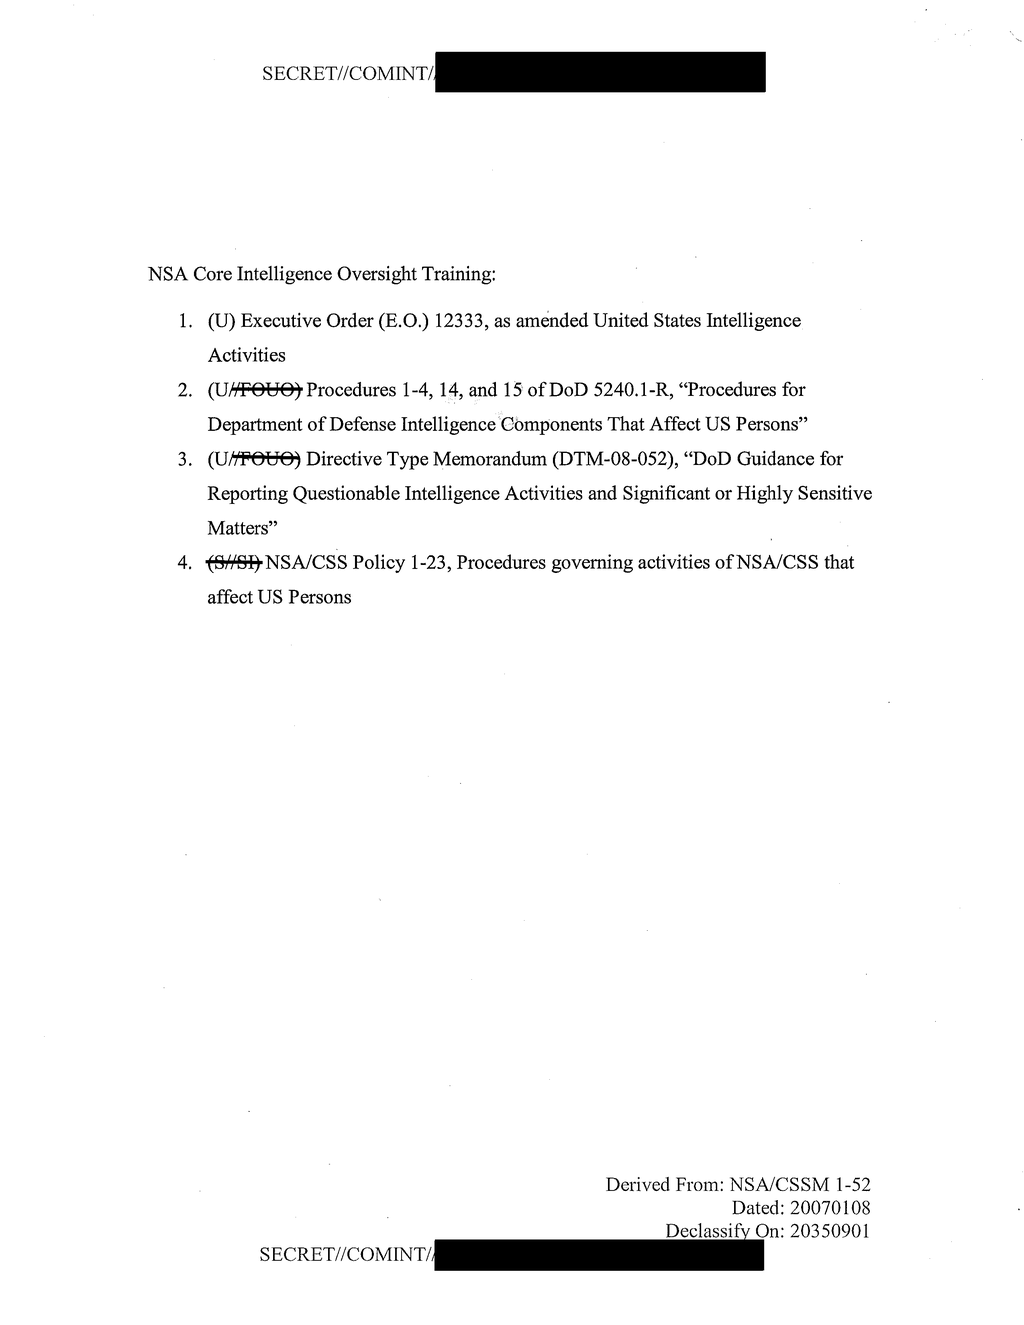 SECRET//COMINT//
NSA Core Intelligence Oversight Training:
1. (U) Executive Order (E.O.) 12333, as amended United States Intelligence
Activities
2. (U//FOUO) Procedures 1-4, 14, and 15 of DoD 5240.1-R, “Procedures for
Department of Defense Intelligence Components That Affect US Persons”
3. (U//FOUO) Directive Type Memorandum (DTM-08-052), “DoD Guidance for
Reporting Questionable Intelligence Activities and Significant or Highly Sensitive
Matters”
4. (S//SI) NSA/CSS Policy 1-23, Procedures governing activities of NSA/CSS that
affect US Persons
Derived From: NSA/CSSM 1-52
Dated: 20070108
Declassify On: 20350901
SECRET//COMINT//